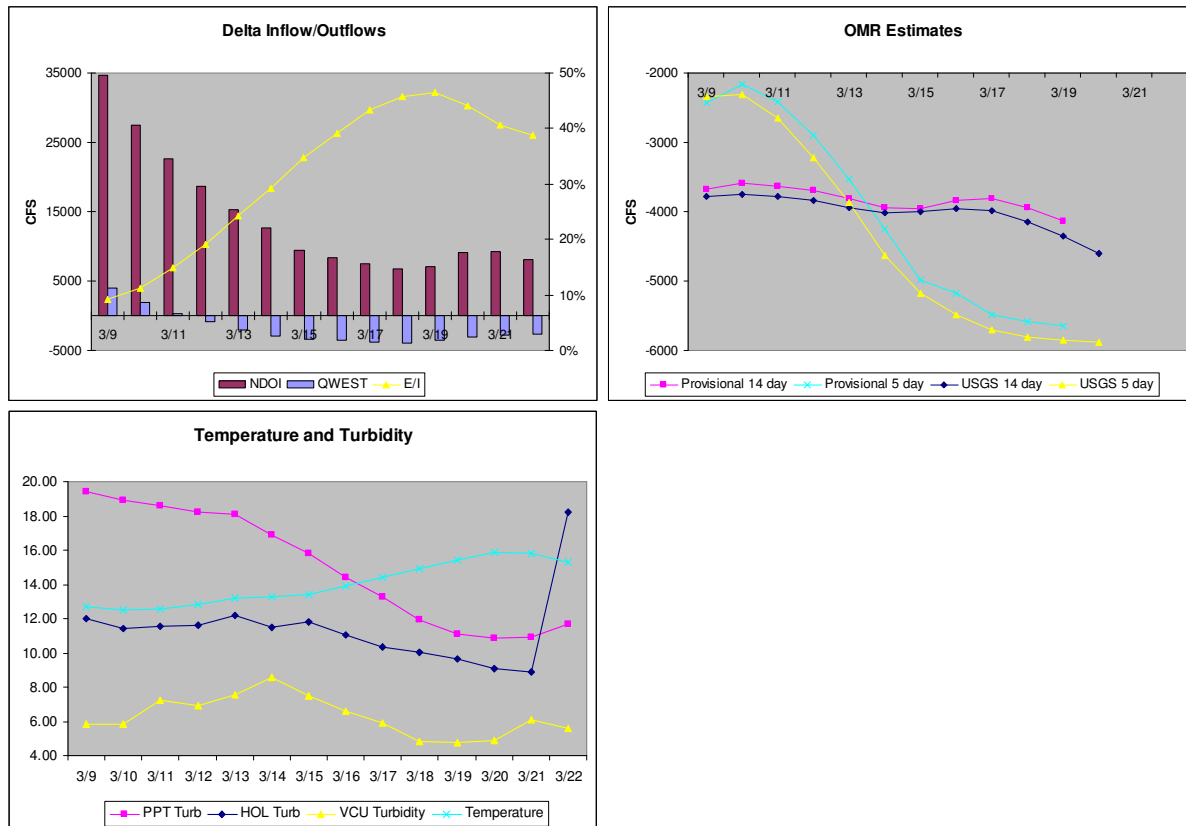 Delta Inflow/Outflows
CFS
35000
25000
15000
5000
-5000
50%
40%
30%
20%
10%
0%
3/9 3/11 3/13 3/15 3/17 3/19 3/21
NDOI QWEST E/I
OMR Estimates
CFS
-2000
-3000
-4000
-5000
-6000
3/9 3/11 3/13 3/15 3/17 3/19 3/21
Provisional 14 day Provisional 5 day USGS 14 day USGS 5 day
Temperature and Turbidity
20.00
18.00
16.00
14.00
12.00
10.00
8.00
6.00
4.00
3/9 3/10 3/11 3/12 3/13 3/14 3/15 3/16 3/17 3/18 3/19 3/20 3/21 3/22
PPT Turb HOL Turb VCU Turbidity Temperature